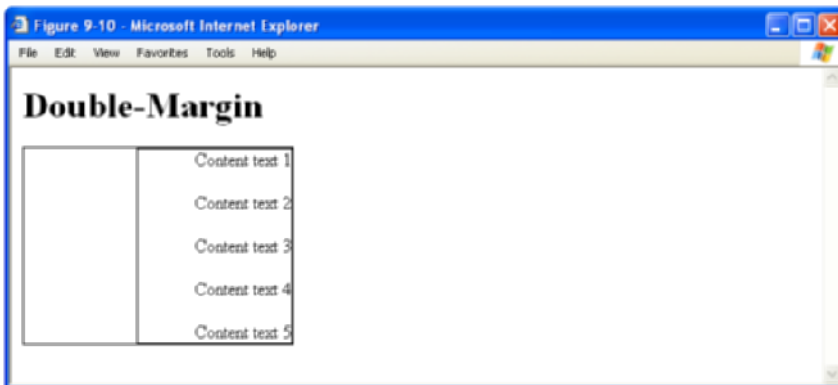 Figure 9-10 - Microsoft Internet Explorer
File Edit View Favorites Tools Help
Double-Margin
Content text 1
Content text 2
Content text 3
Content text 4
Content text 5